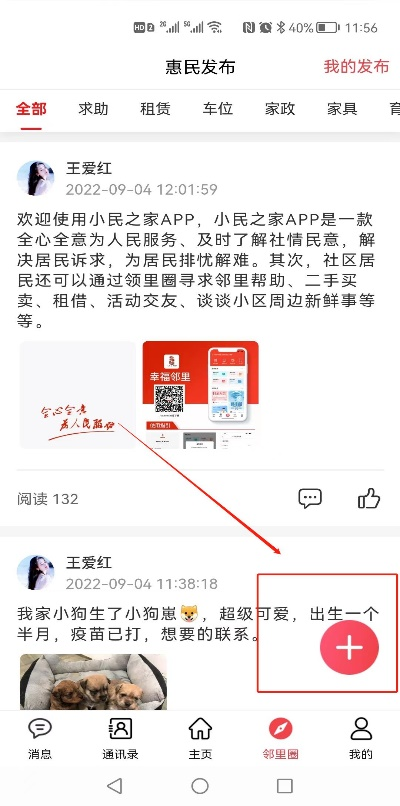 HD 2 2G 5G 40% 11:56
惠民发布 我的发布
全部 求助 租赁 车位 家政 家具
王爱红
2022-09-04 12:01:59
欢迎使用小民之家APP，小民之家APP是一款
全心全意为人民服务、及时了解社情民意，解
决居民诉求，为居民排忧解难。其次，社区居
民还可以通过领里圈寻求邻里帮助、二手买
卖、租借、活动交友、谈谈小区周边新鲜事等
等。
全心全意
为人民服务
幸福邻里
阅读 132
王爱红
2022-09-04 11:38:18
我家小狗生了小狗崽🐶，超级可爱，出生一个
半月，疫苗已打，想要的联系。
消息 通讯录 主页 邻里圈 我的